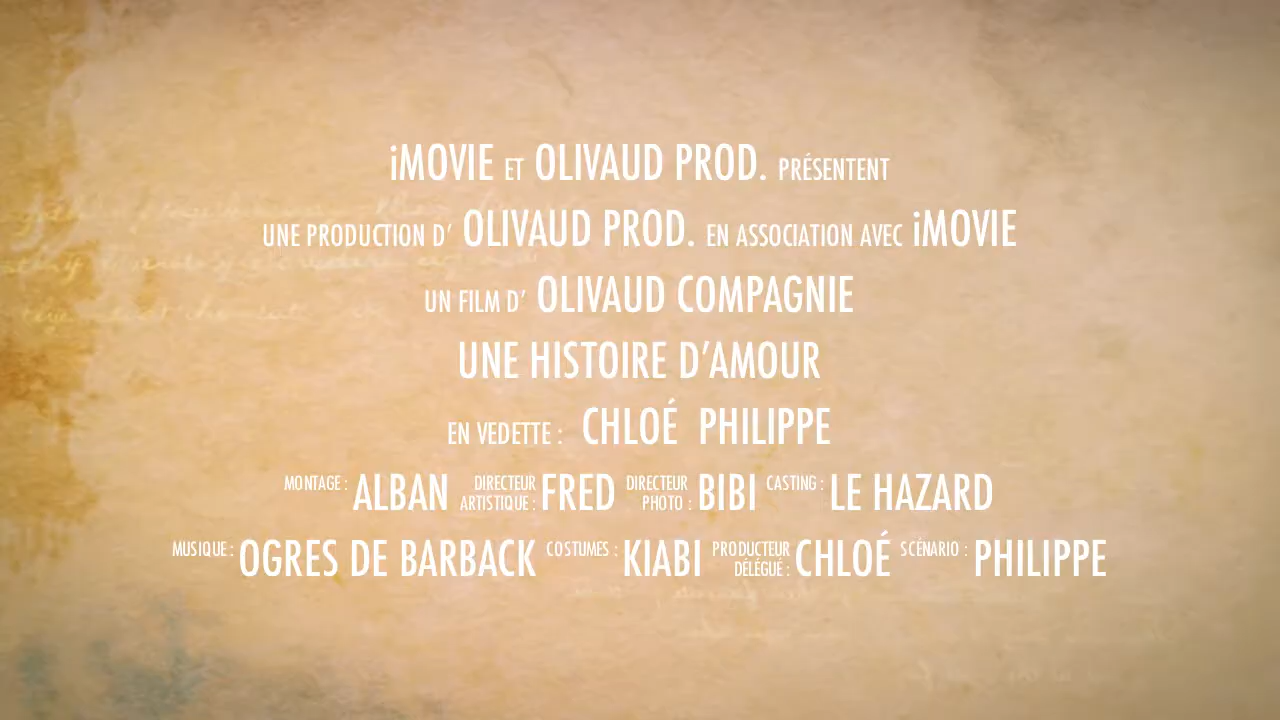 iMOVIE ET OLIVAUD PROD. PRÉSENTENT
UNE PRODUCTION D’ OLIVAUD PROD. EN ASSOCIATION AVEC iMOVIE
UN FILM D’ OLIVAUD COMPAGNIE
UNE HISTOIRE D’AMOUR
EN VEDETTE : CHLOÉ PHILIPPE
MONTAGE : ALBAN DIRECTEUR ARTISTIQUE : FRED DIRECTEUR PHOTO : BIBI CASTING : LE HAZARD
MUSIQUE : OGRES DE BARBACK COSTUMES : KIABI PRODUCTEUR DÉLÉGUÉ : CHLOÉ SCÉNARIO : PHILIPPE